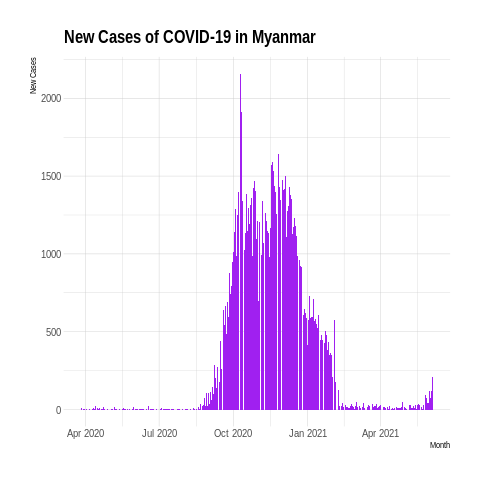 New Cases of COVID-19 in Myanmar
New Cases
2000
1500
1000
500
0
Apr 2020 Jul 2020 Oct 2020 Jan 2021 Apr 2021
Month